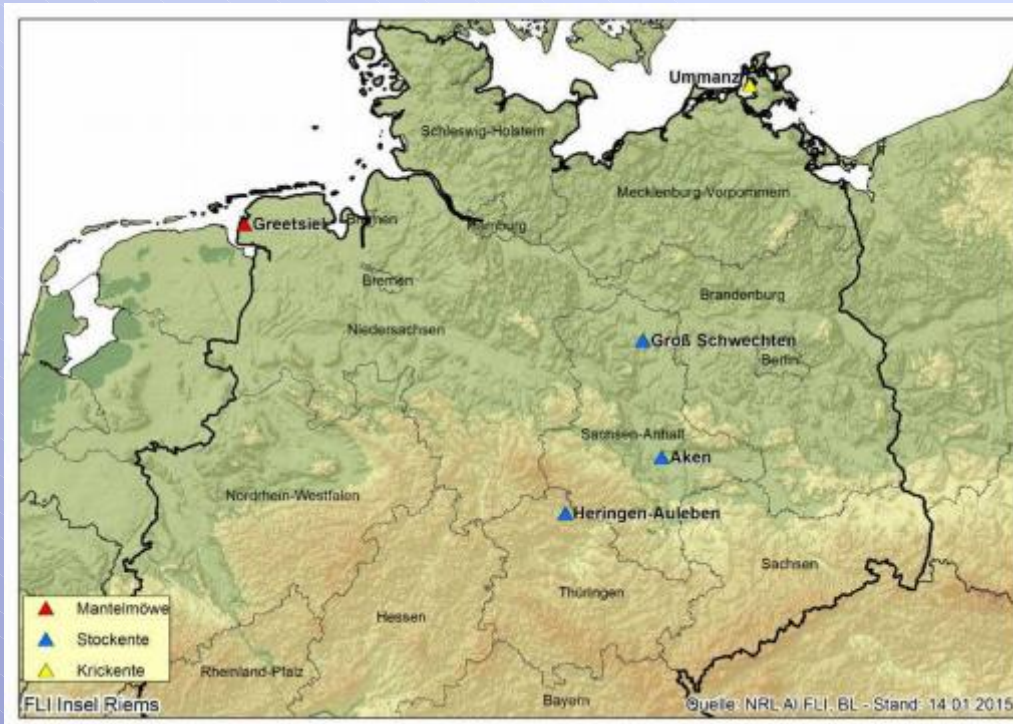 Ummanz
Schleswig-Holstein
Mecklenburg-Vorpommern
Greetsiel
Bremen
Hamburg
Bremen
Brandenburg
Niedersachsen
Groß Schwechten
Berlin
Sachsen-Anhalt
Aken
Nordrhein-Westfalen
Heringen-Auleben
Sachsen
Thüringen
Hessen
Mantelmöwe
Stockente
Krickente
Rheinland-Pfalz
Bayern
FLI Insel Riems
Quelle: NRL AI FLI, BL - Stand: 14.01.2015